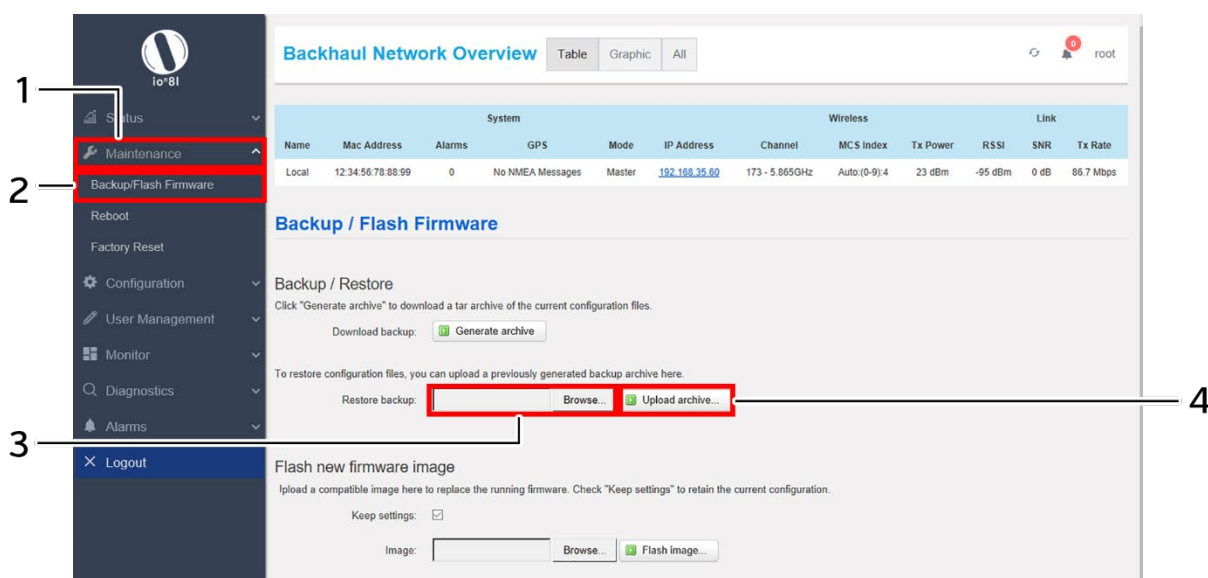 io•8I
Backhaul Network Overview Table Graphic All 0 root
1
Status
System Wireless Link
Maintenance
Name Mac Address Alarms GPS Mode IP Address Channel MCS Index Tx Power RSSI SNR Tx Rate
Local 12:34:56:78:88:99 0 No NMEA Messages Master 192.168.35.60 173 - 5.865GHz Auto:(0-9):4 23 dBm -95 dBm 0 dB 86.7 Mbps
2
Backup/Flash Firmware
Reboot
Factory Reset
Configuration
User Management
Monitor
Diagnostics
Alarms
Logout
Backup / Flash Firmware
Backup / Restore
Click "Generate archive" to download a tar archive of the current configuration files.
Download backup: Generate archive
To restore configuration files, you can upload a previously generated backup archive here.
Restore backup: Browse... Upload archive...
4
3
Flash new firmware image
Ipload a compatible image here to replace the running firmware. Check "Keep settings" to retain the current configuration.
Keep settings:
Image: Browse... Flash image...